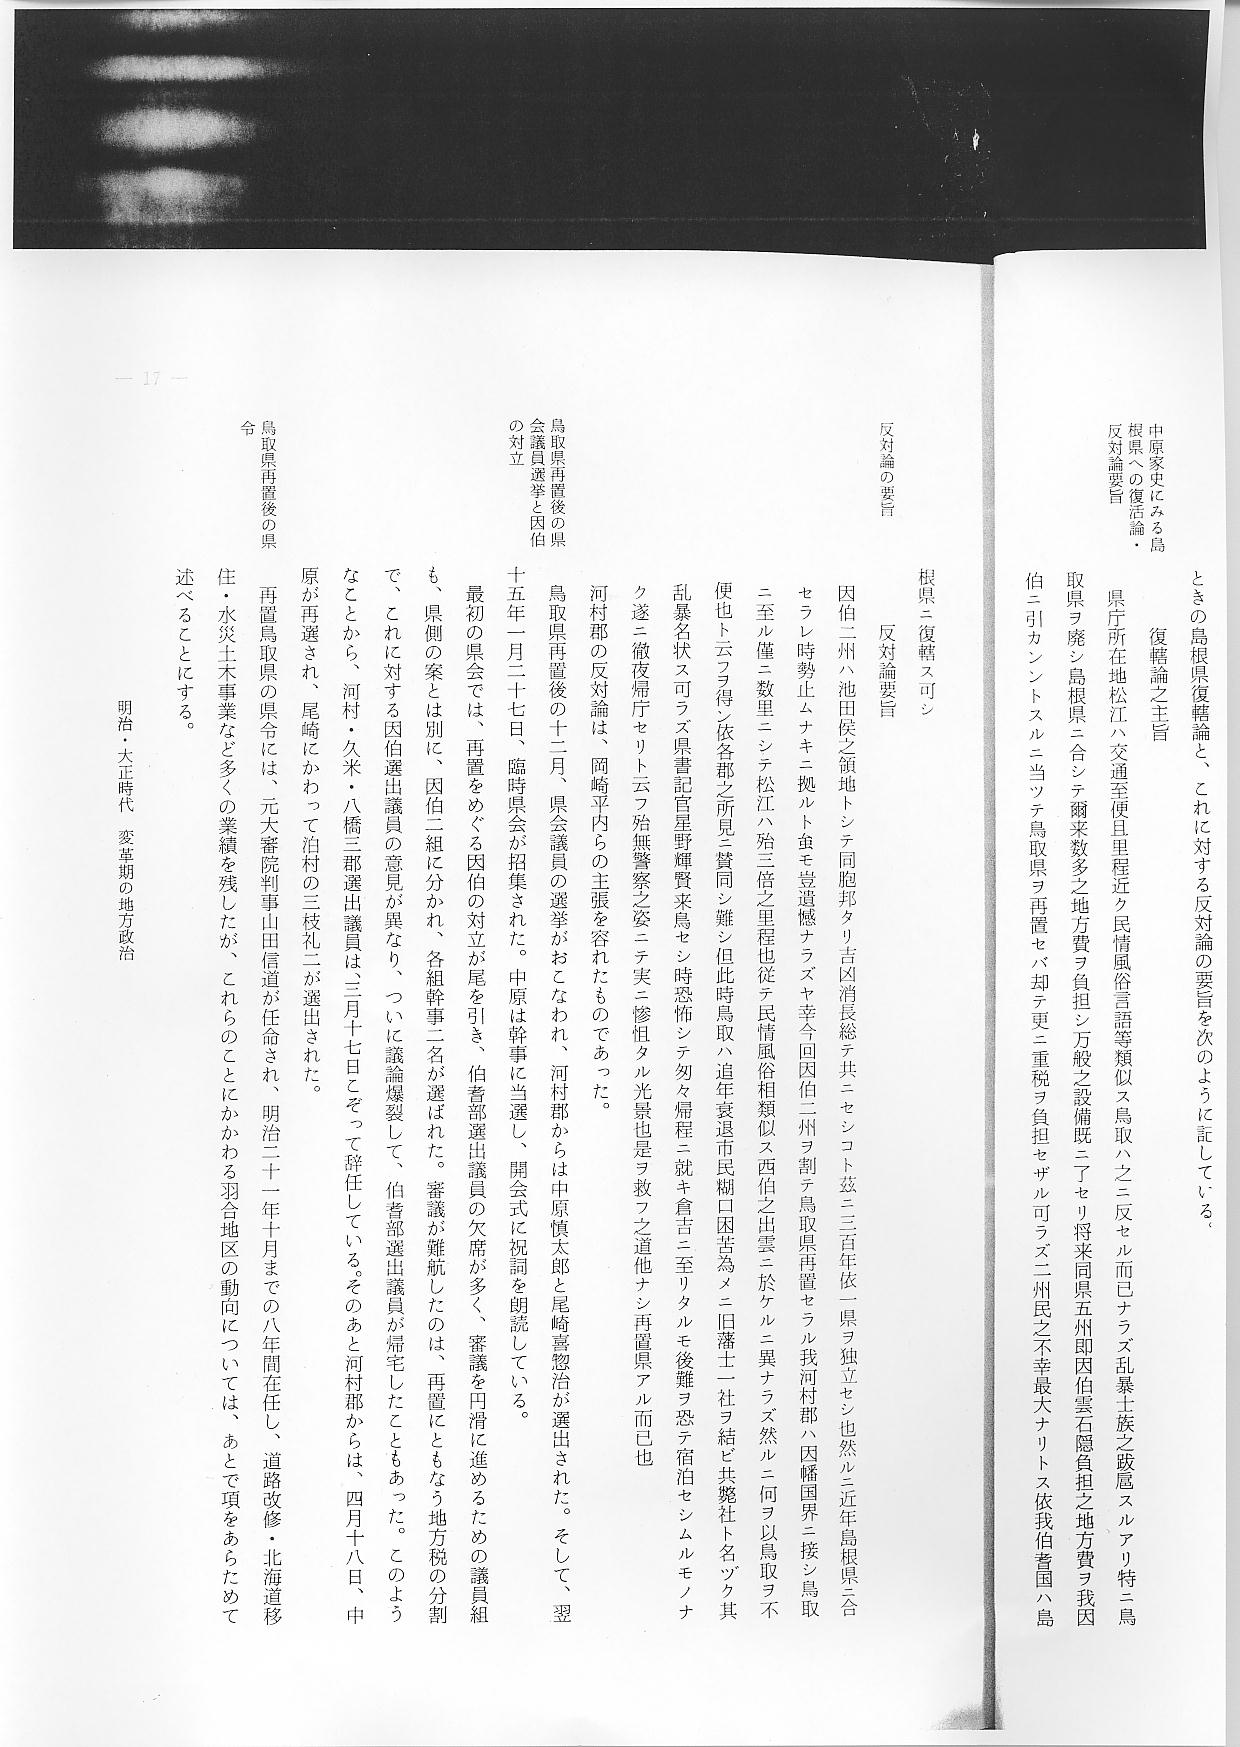 ときの島根県復轄論と、これに対する反対論の要旨を次のように記している。
中原家史にみる島
根県への復活論・
反対論要旨
復轄論之主旨
県庁所在地松江ハ交通至便且里程近ク民情風俗言語等類似ス鳥取ハ之ニ反セル而已ナラズ乱暴士族之跋扈スルアリ特ニ鳥
取県ヲ廃シ島根県ニ合シテ爾来数多之地方費ヲ負担シ万般之設備既ニ了セリ将来同県五州即因伯雲石隠負担之地方費ヲ我因
伯ニ引カンントスルニ当ツテ鳥取県ヲ再置セバ却テ更ニ重税ヲ負担セザル可ラズ二州民之不幸最大ナリトス依我伯耆国ハ島
根県ニ復轄ス可シ
反対論の要旨
反対論要旨
因伯二州ハ池田侯之領地トシテ同胞邦タリ吉凶消長総テ共ニセシコト茲ニ三百年依一県ヲ独立セシ也然ルニ近年島根県ニ合
セラレ時勢止ムナキニ拠ルト虽モ豈遺憾ナラズヤ幸今回因伯二州ヲ割テ鳥取県再置セラル我河村郡ハ因幡国界ニ接シ鳥取
ニ至ル僅ニ数里ニシテ松江ハ殆三倍之里程也従テ民情風俗相類似ス西伯之出雲ニ於ケルニ異ナラズ然ルニ何ヲ以鳥取ヲ不
便也ト云フヲ得ン依各郡之所見ニ賛同シ難シ但此時鳥取ハ追年衰退市民糊口困苦為メニ旧藩士一社ヲ結ビ共斃社ト名ヅク其
乱暴名状ス可ラズ県書記官星野輝賢来鳥セシ時恐怖シテ匆々帰程ニ就キ倉吉ニ至リタルモ後難ヲ恐テ宿泊セシムルモノナ
ク遂ニ徹夜帰庁セリト云フ殆無警察之姿ニテ実ニ惨怛タル光景也是ヲ救フ之道他ナシ再置県アル而已也
河村郡の反対論は、岡崎平内らの主張を容れたものであった。
鳥取県再置後の県
会議員選挙と因伯
の対立
鳥取県再置後の十二月、県会議員の選挙がおこなわれ、河村郡からは中原慎太郎と尾崎喜惣治が選出された。そして、翌
十五年一月二十七日、臨時県会が招集された。中原は幹事に当選し、開会式に祝詞を朗読している。
最初の県会では、再置をめぐる因伯の対立が尾を引き、伯耆部選出議員の欠席が多く、審議を円滑に進めるための議員組
も、県側の案とは別に、因伯二組に分かれ、各組幹事二名が選ばれた。審議が難航したのは、再置にともなう地方税の分割
で、これに対する因伯選出議員の意見が異なり、ついに議論爆裂して、伯耆部選出議員が帰宅したこともあった。このよう
なことから、河村・久米・八橋三郡選出議員は、三月十七日こぞって辞任している。そのあと河村郡からは、四月十八日、中
原が再選され、尾崎にかわって泊村の三枝礼二が選出された。
鳥取県再置後の県
令
再置鳥取県の県令には、元大審院判事山田信道が任命され、明治二十一年十月までの八年間在任し、道路改修・北海道移
住・水災土木事業など多くの業績を残したが、これらのことにかかわる羽合地区の動向については、あとで項をあらためて
述べることにする。
明治・大正時代 変革期の地方政治
— 17 —